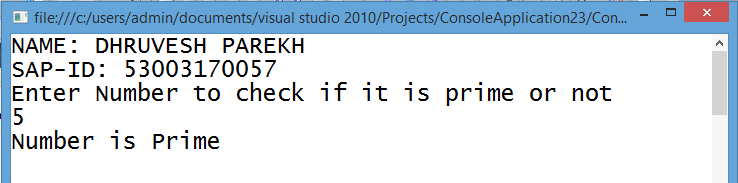 file:///c:/users/admin/documents/visual studio 2010/Projects/ConsoleApplication23/Con...
NAME: DHRUVESH PAREKH
SAP-ID: 53003170057
Enter Number to check if it is prime or not
5
Number is Prime